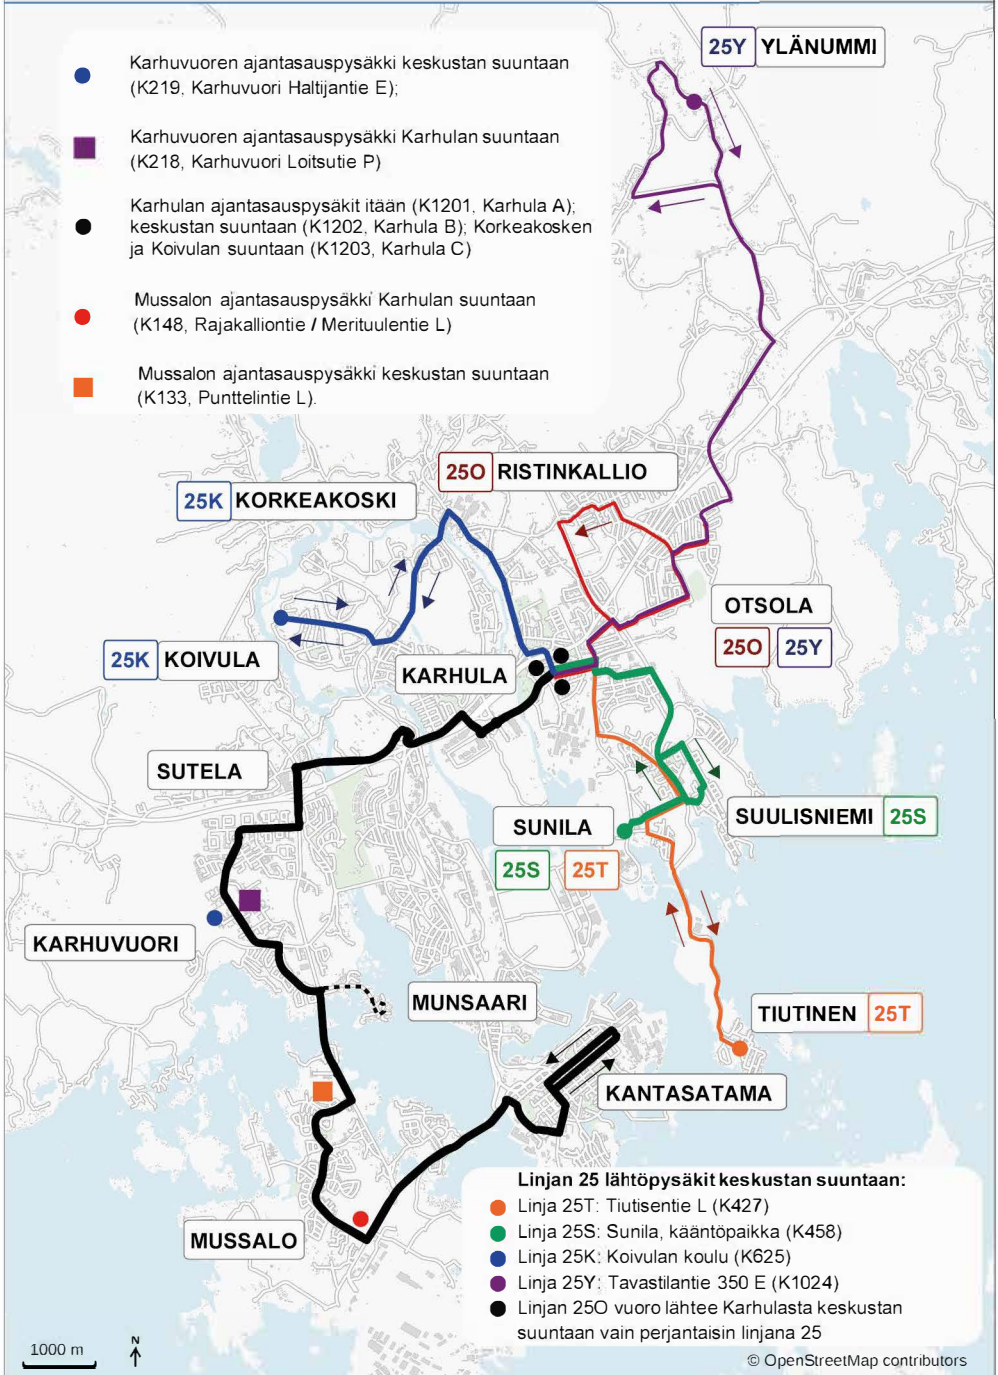 25Y YLÄNUMMI
Karhuvuoren ajantasauspysäkki keskustan suuntaan
(K219, Karhuvuori Haltijantie E);
Karhuvuoren ajantasauspysäkki Karhulan suuntaan
(K218, Karhuvuori Loitsutie P)
Karhulan ajantasauspysäkit itään (K1201, Karhula A);
keskustan suuntaan (K1202, Karhula B); Korkeakosken
ja Koivulan suuntaan (K1203, Karhula C)
Mussalon ajantasauspysäkki Karhulan suuntaan
(K148, Rajakalliontie / Merituulentie L)
Mussalon ajantasauspysäkki keskustan suuntaan
(K133, Punttelintie L).
25O RISTINKALLIO
25K KORKEAKOSKI
OTSOLA
25O 25Y
25K KOIVULA
KARHULA
SUTELA
SUULISNIEMI 25S
SUNILA
25S 25T
KARHUVUORI
MUNSAARI
TIUTINEN 25T
KANTASATAMA
MUSSALO
Linjan 25 lähtöpysäkit keskustan suuntaan:
Linja 25T: Tiutisentie L (K427)
Linja 25S: Sunila, kääntöpaikka (K458)
Linja 25K: Koivulan koulu (K625)
Linja 25Y: Tavastilantie 350 E (K1024)
Linjan 25O vuoro lähtee Karhulasta keskustan
suuntaan vain perjantaisin linjana 25
1000 m
N
© OpenStreetMap contributors